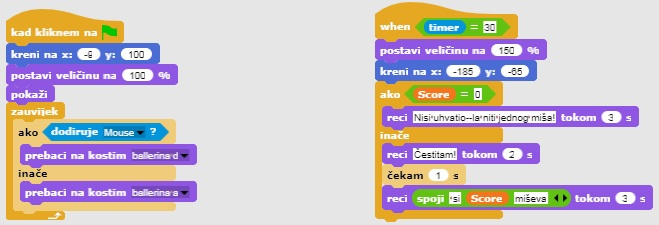 kad kliknem na
kreni na x: -9 y: 100
postavi veličinu na 100 %
pokaži
zauvijek
ako dodiruje Mouse ?
prebaci na kostim ballerina d
inače
prebaci na kostim ballerina a
when timer = 30
postavi veličinu na 150 %
kreni na x: -185 y: -65
ako Score = 0
reci Nisi uhvatio--la niti jednog miša! tokom 3 s
inače
reci Čestitam! tokom 2 s
čekam 1 s
reci spoji si Score miševa tokom 3 s